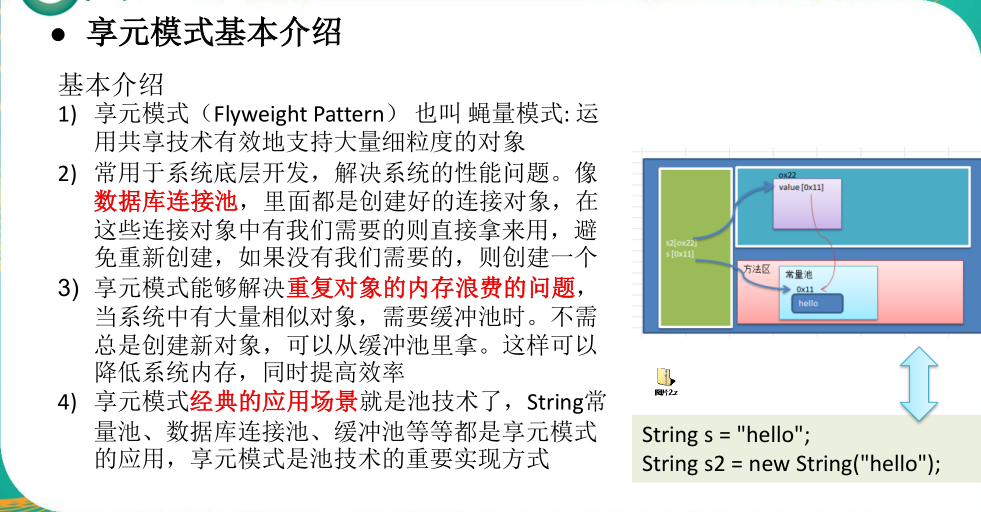 ● 享元模式基本介绍
基本介绍
1) 享元模式（Flyweight Pattern） 也叫 蝇量模式: 运
用共享技术有效地支持大量细粒度的对象
2) 常用于系统底层开发，解决系统的性能问题。像
数据库连接池，里面都是创建好的连接对象，在
这些连接对象中有我们需要的则直接拿来用，避
免重新创建，如果没有我们需要的，则创建一个
3) 享元模式能够解决重复对象的内存浪费的问题，
当系统中有大量相似对象，需要缓冲池时。不需
总是创建新对象，可以从缓冲池里拿。这样可以
降低系统内存，同时提高效率
4) 享元模式经典的应用场景就是池技术了，String常
量池、数据库连接池、缓冲池等等都是享元模式
的应用，享元模式是池技术的重要实现方式
ox22
value [0x11]
s2[ox22]
s [0x11]
方法区
常量池
0x11
hello
String s = "hello";
String s2 = new String("hello");